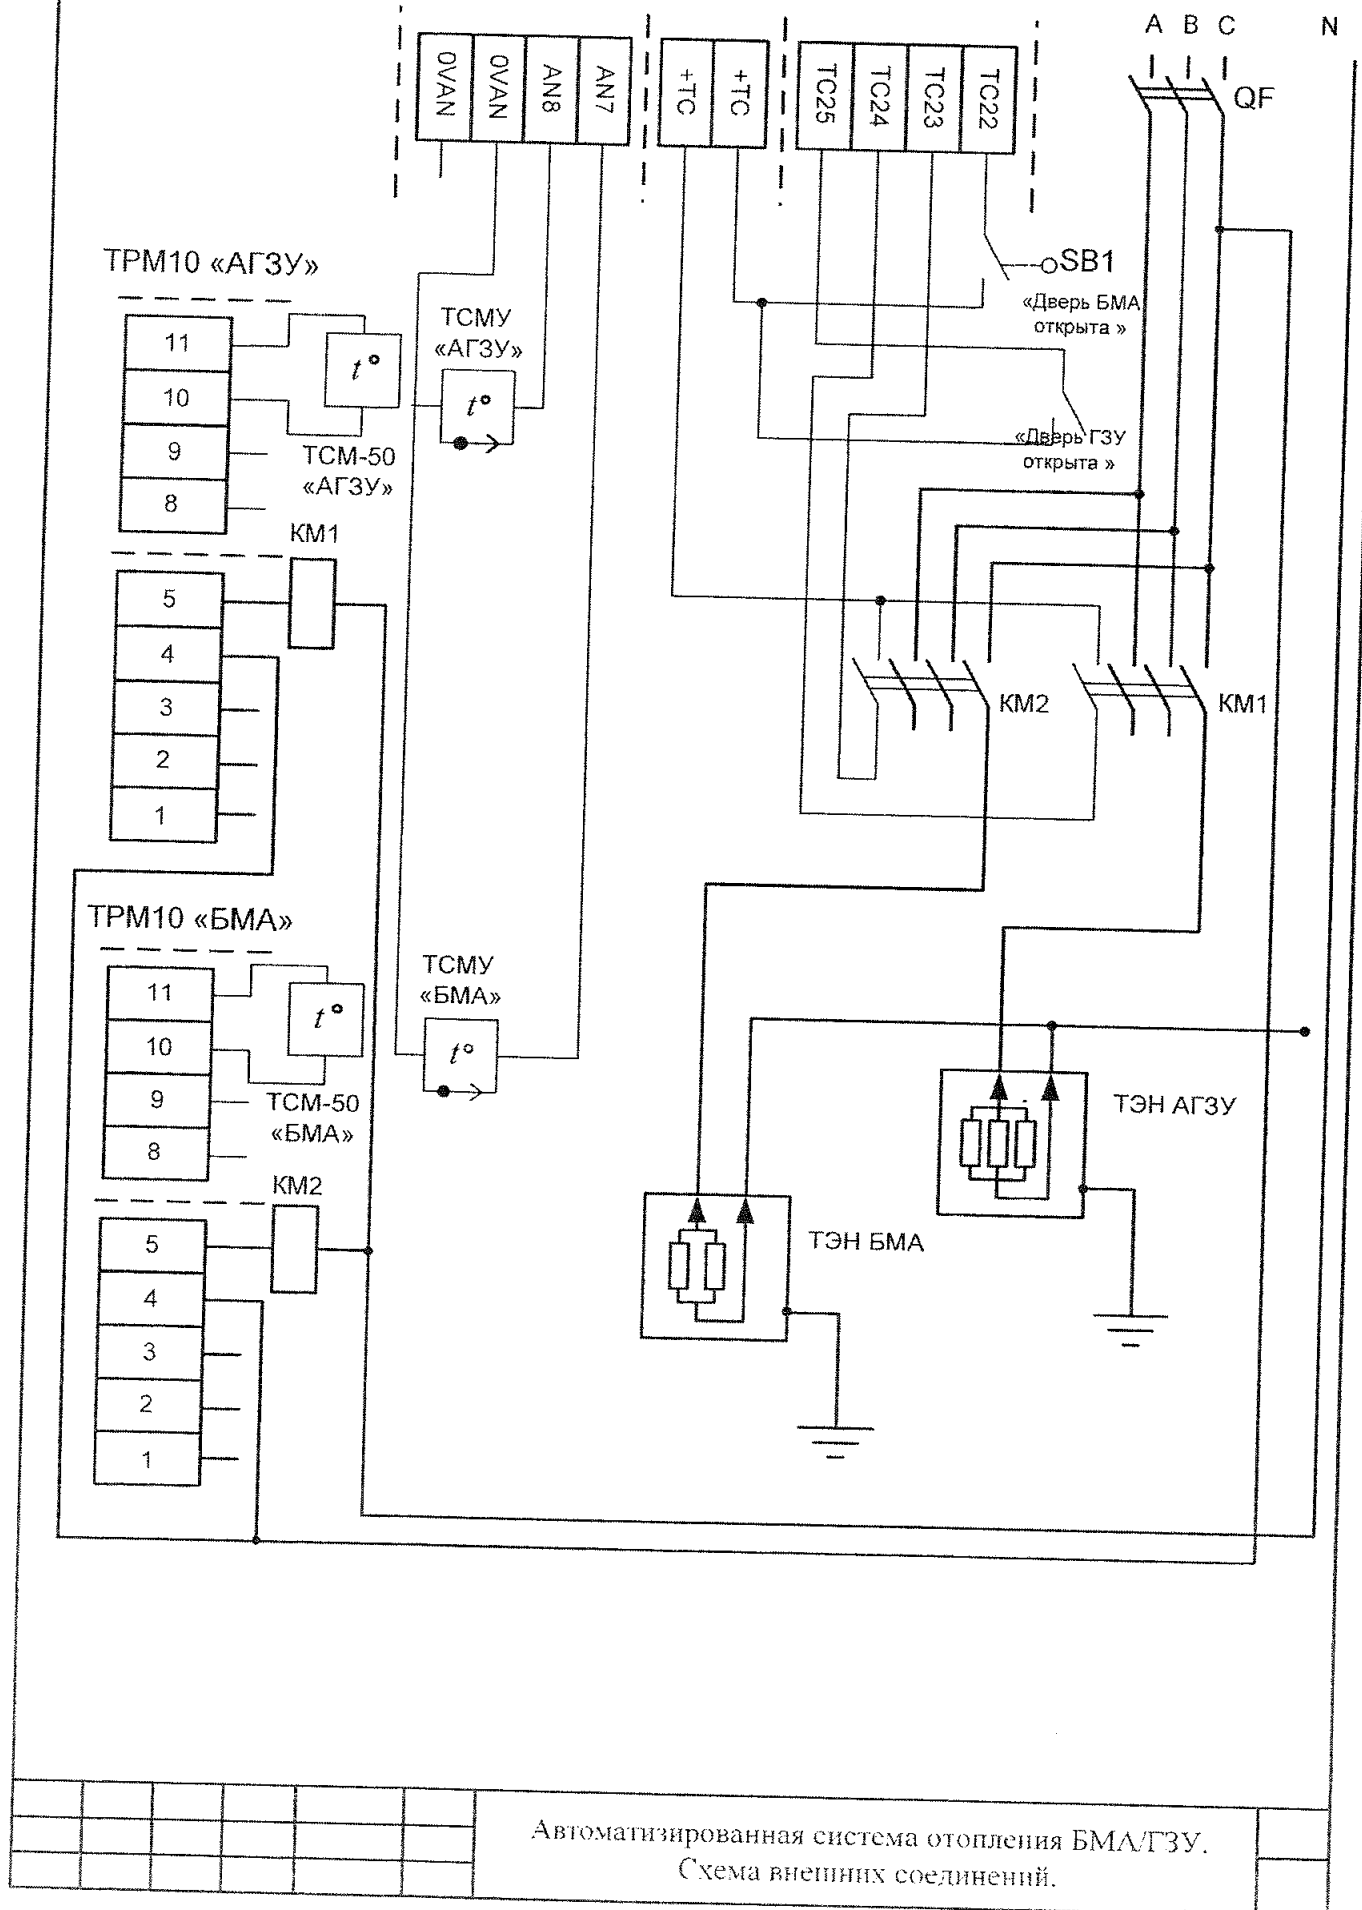 A B C N
0VAN 0VAN AN8 AN7 +TC +TC TC25 TC24 TC23 TC22
QF
ТРМ10 «АГЗУ»
SB1
«Дверь БМА
открыта »
11
10
9
8
t°
ТСМ-50
«АГЗУ»
ТСМУ
«АГЗУ»
t°
«Дверь ГЗУ
открыта »
КМ1
5
4
3
2
1
КМ2
КМ1
ТРМ10 «БМА»
11
10
9
8
t°
ТСМ-50
«БМА»
ТСМУ
«БМА»
t°
ТЭН АГЗУ
КМ2
5
4
3
2
1
ТЭН БМА
Автоматизированная система отопления БМА/ГЗУ.
Схема внешних соединений.